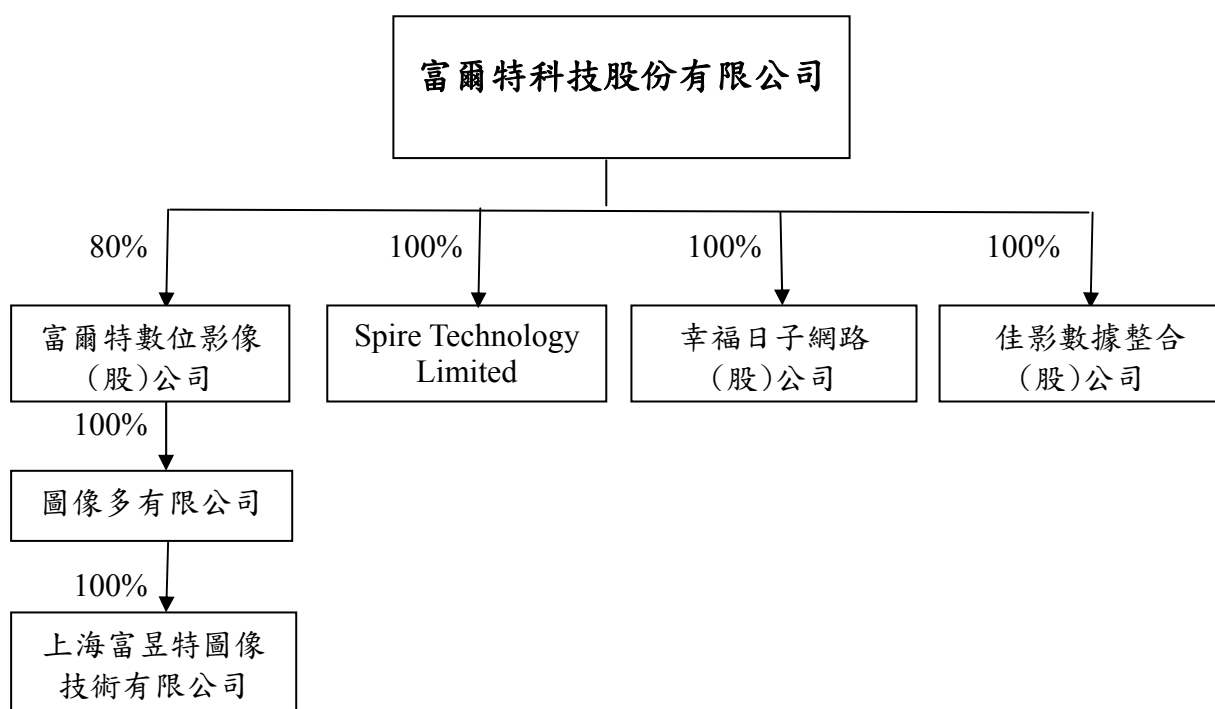 富爾特科技股份有限公司
80%
100%
100%
100%
富爾特數位影像
(股)公司
Spire Technology
Limited
幸福日子網路
(股)公司
佳影數據整合
(股)公司
100%
圖像多有限公司
100%
上海富昱特圖像
技術有限公司